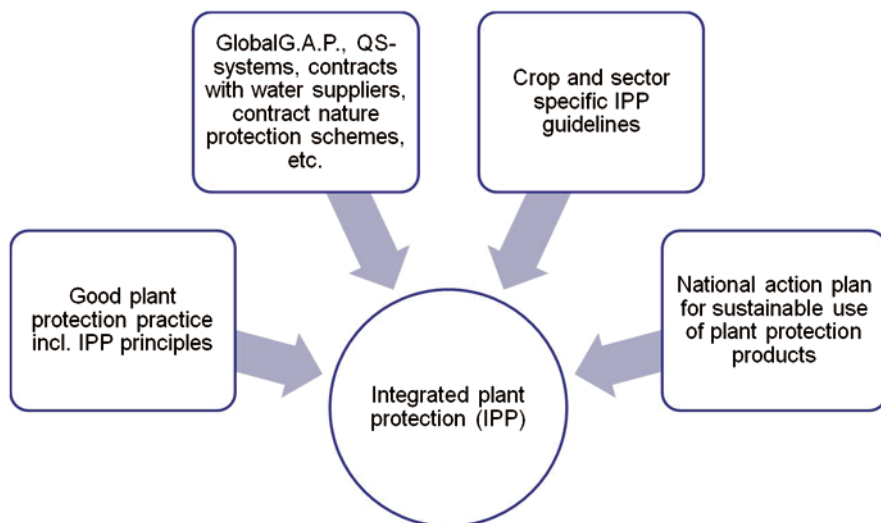 GlobalG.A.P., QS-
systems, contracts
with water suppliers,
contract nature
protection schemes,
etc.
Crop and sector
specific IPP
guidelines
Good plant
protection practice
incl. IPP principles
National action plan
for sustainable use
of plant protection
products
Integrated plant
protection (IPP)